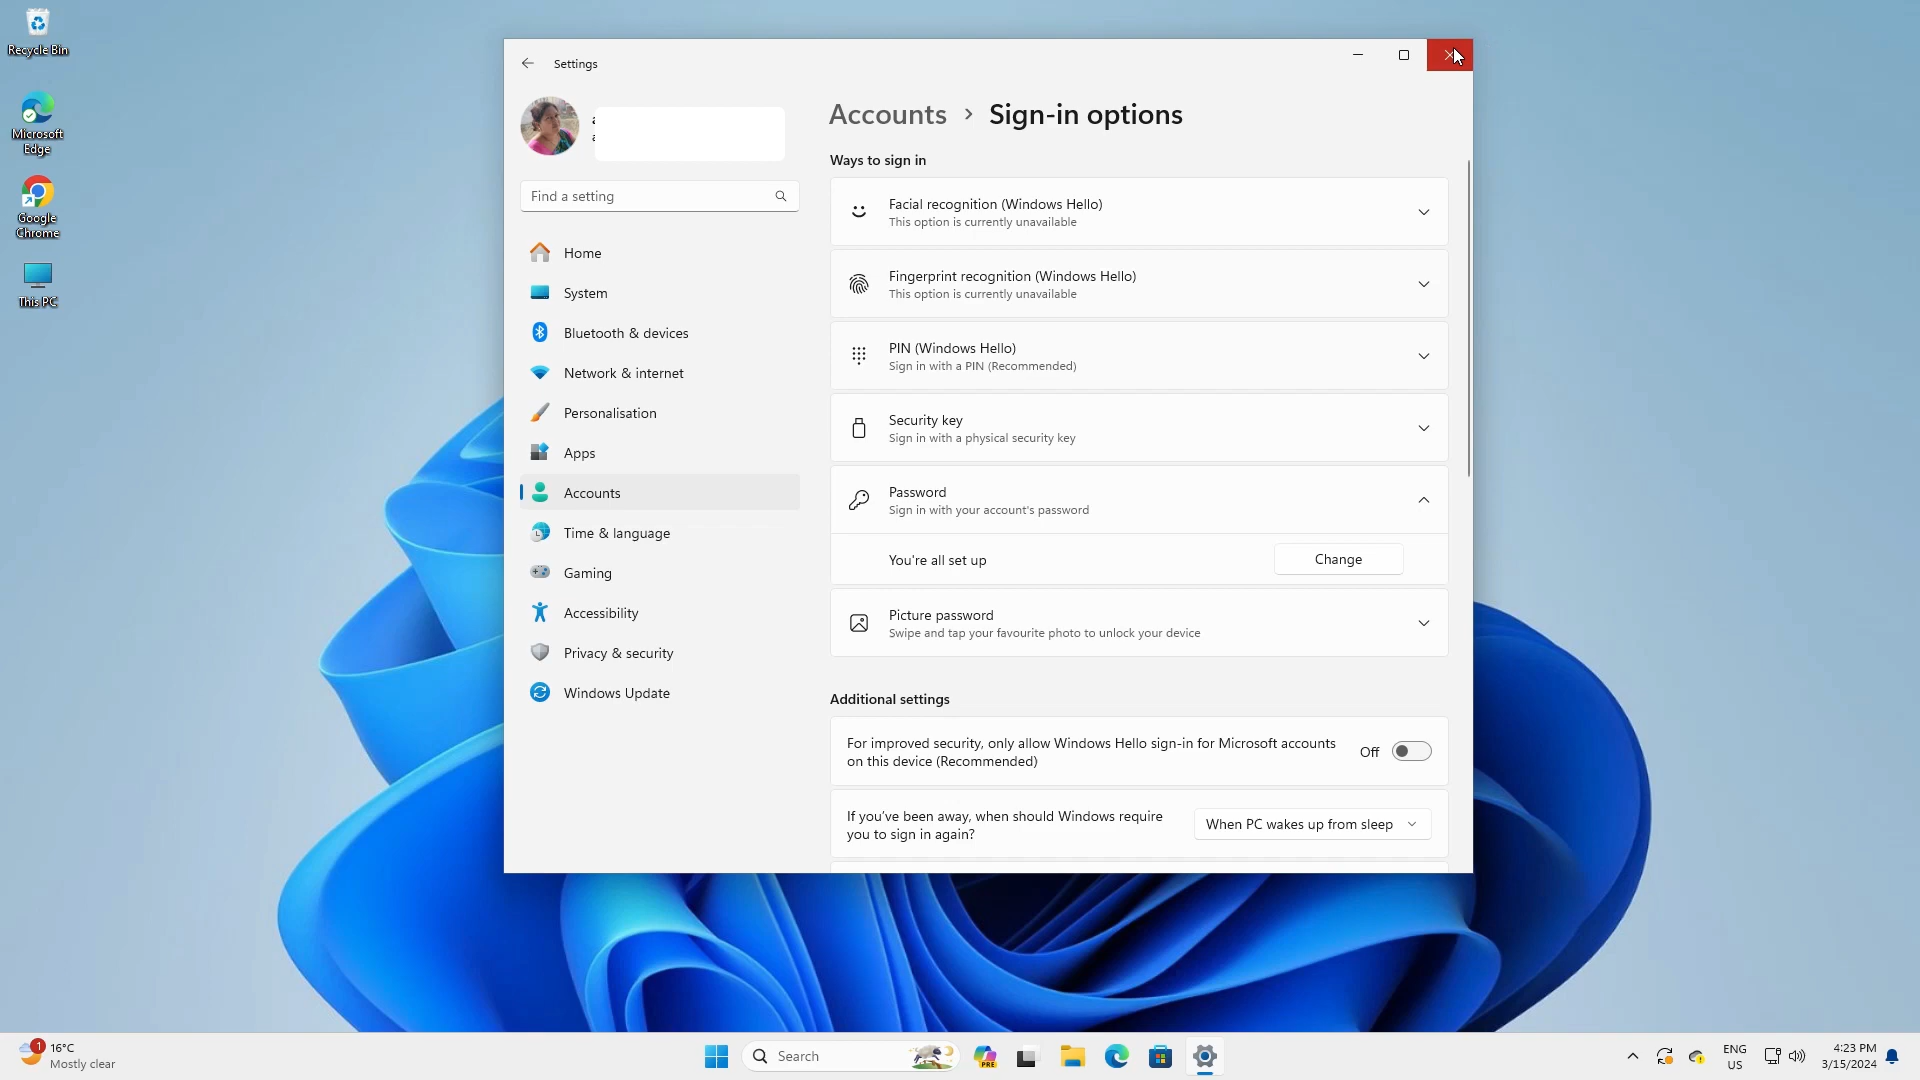 Recycle Bin
Microsoft
Edge
Google
Chrome
This PC
Settings
a
a
Find a setting
Home
System
Bluetooth & devices
Network & internet
Personalisation
Apps
Accounts
Time & language
Gaming
Accessibility
Privacy & security
Windows Update
Accounts > Sign-in options
Ways to sign in
Facial recognition (Windows Hello)
This option is currently unavailable
Fingerprint recognition (Windows Hello)
This option is currently unavailable
PIN (Windows Hello)
Sign in with a PIN (Recommended)
Security key
Sign in with a physical security key
Password
Sign in with your account's password
You're all set up
Change
Picture password
Swipe and tap your favourite photo to unlock your device
Additional settings
For improved security, only allow Windows Hello sign-in for Microsoft accounts
on this device (Recommended)
Off
If you've been away, when should Windows require
you to sign in again?
When PC wakes up from sleep
1
16°C
Mostly clear
Search
PRE
ENG
US
4:23 PM
3/15/2024